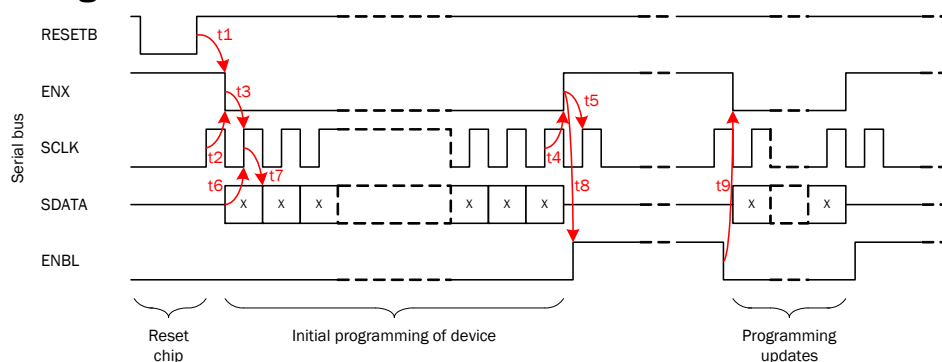 RESETB
t1
ENX
t3
t5
SCLK
t2
t4
t6
t7
t8
t9
SDATA
X X X X X X X X
ENBL
Serial bus
Reset
chip
Initial programming of device
Programming
updates